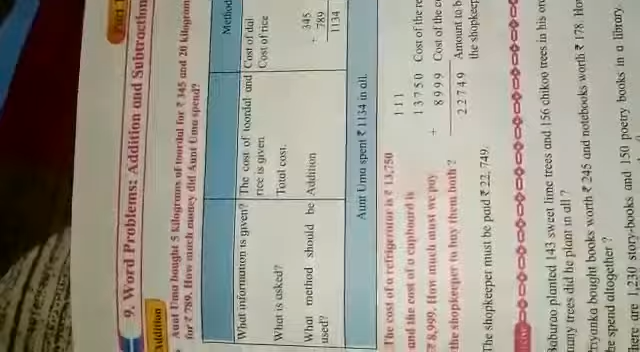 9. Word Problems: Addition and Subtraction
Addition
Aunt Uma bought 5 kilograms of toordal for ₹ 345 and 20 kilogram
for ₹ 789. How much money did Aunt Uma spend?
Method
What information is given? The cost of toordal and rice is given. Cost of dal 345
Cost of rice + 789
What is asked? Total cost. 1134
What method should be used? Addition
Aunt Uma spent ₹ 1134 in all.
The cost of a refrigerator is ₹ 13,750
and the cost of a cupboard is
₹ 8,999. How much must we pay
the shopkeeper to buy them both ?
1 1 1
1 3 7 5 0 Cost of the re
+ 8 9 9 9 Cost of the
2 2 7 4 9 Amount to b
the shopkeeper
The shopkeeper must be paid ₹ 22,749.
Baburao planted 143 sweet lime trees and 156 chikoo trees in his
many trees did he plant in all ?
Priyanka bought books worth ₹ 245 and notebooks worth ₹ 178.
he spend altogether ?
There are 1,230 story-books and 150 poetry books in a library.